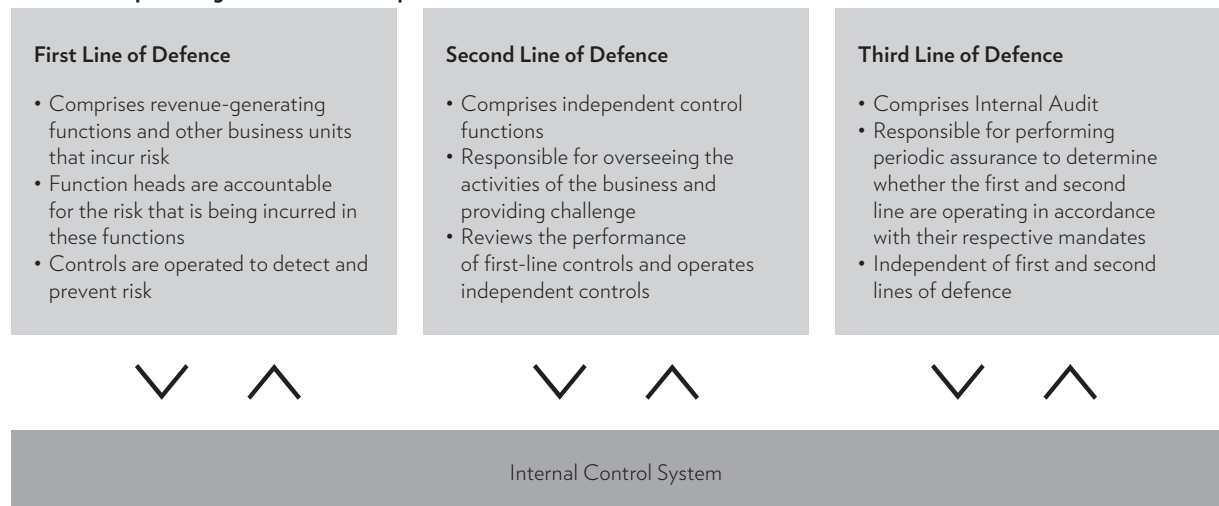 First Line of Defence
• Comprises revenue-generating
functions and other business units
that incur risk
• Function heads are accountable
for the risk that is being incurred in
these functions
• Controls are operated to detect and
prevent risk
Second Line of Defence
• Comprises independent control
functions
• Responsible for overseeing the
activities of the business and
providing challenge
• Reviews the performance
of first-line controls and operates
independent controls
Third Line of Defence
• Comprises Internal Audit
• Responsible for performing
periodic assurance to determine
whether the first and second
line are operating in accordance
with their respective mandates
• Independent of first and second
lines of defence
Internal Control System